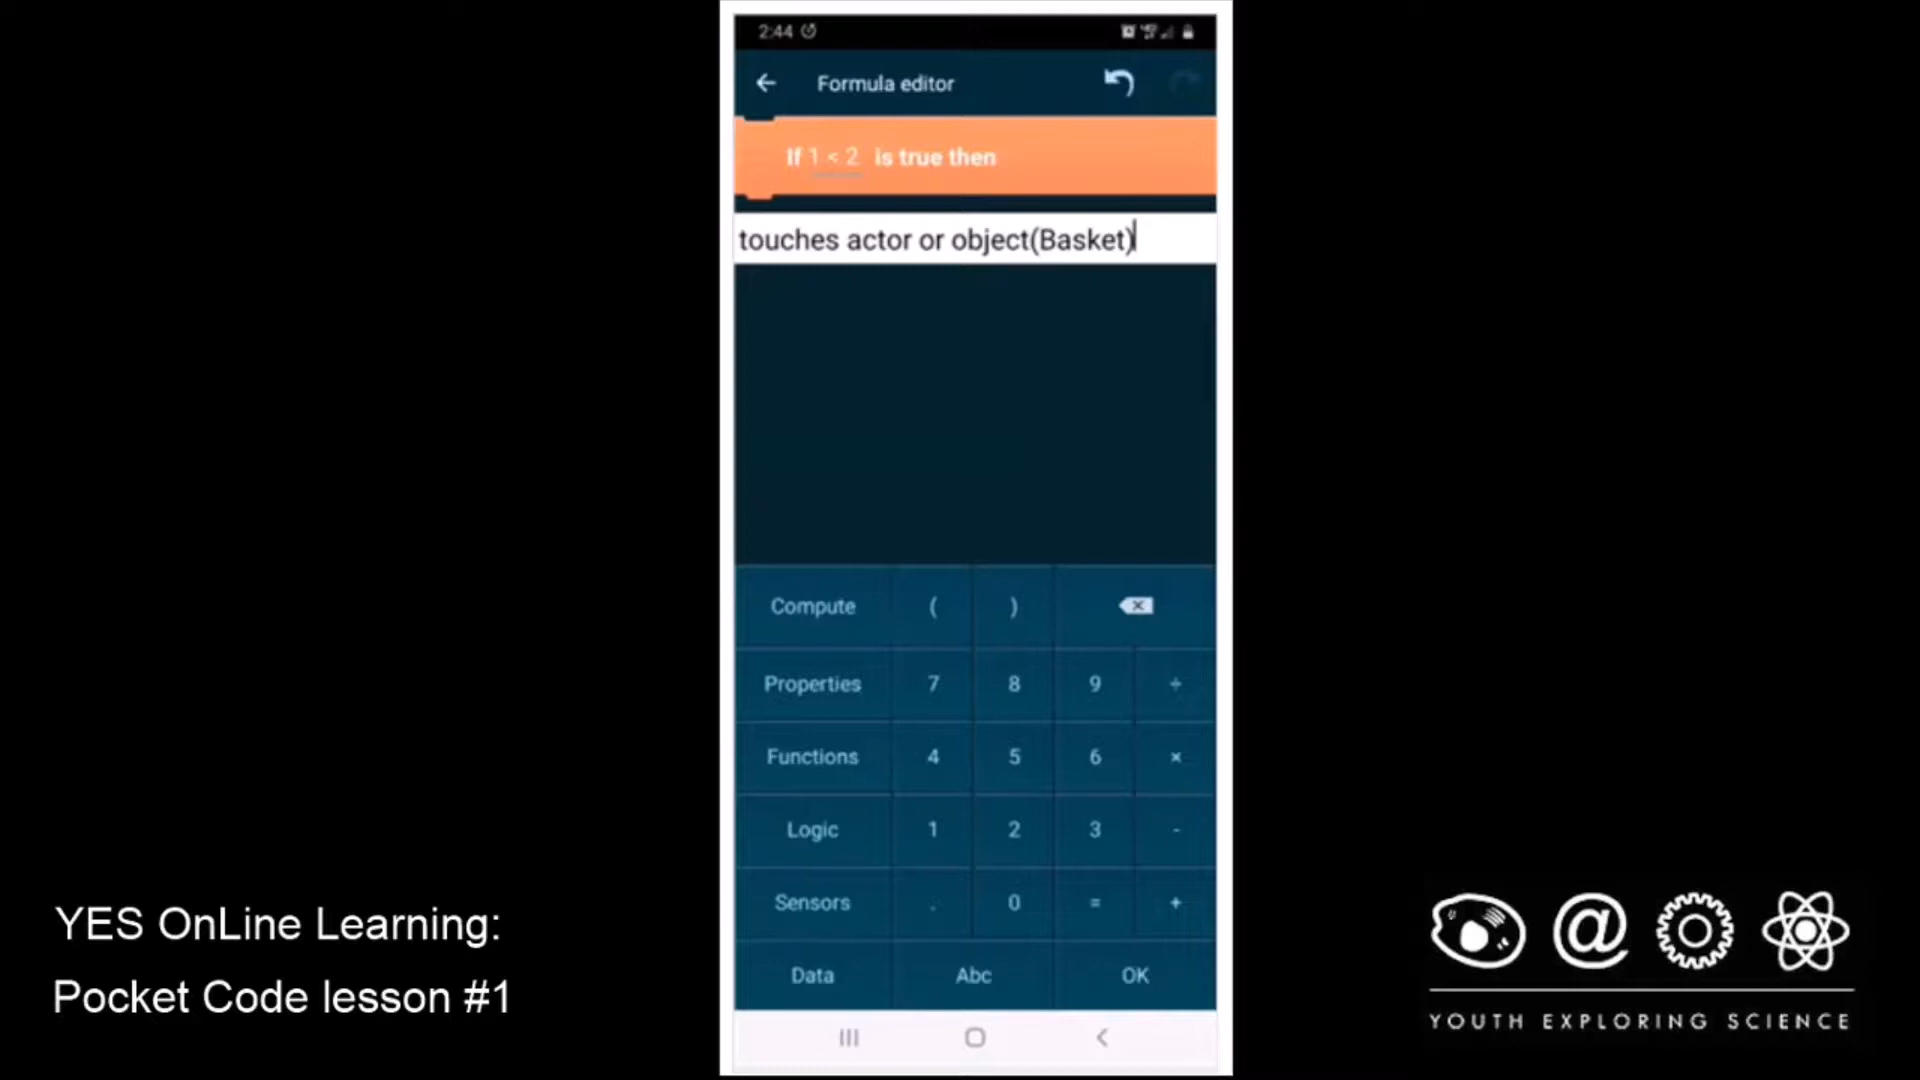 2:44
Formula editor
If 1 < 2 is true then
touches actor or object(Basket)
Compute ( )
Properties 7 8 9 ÷
Functions 4 5 6 ×
Logic 1 2 3 -
Sensors . 0 = +
Data Abc OK
YES OnLine Learning:
Pocket Code lesson #1
@
YOUTH EXPLORING SCIENCE